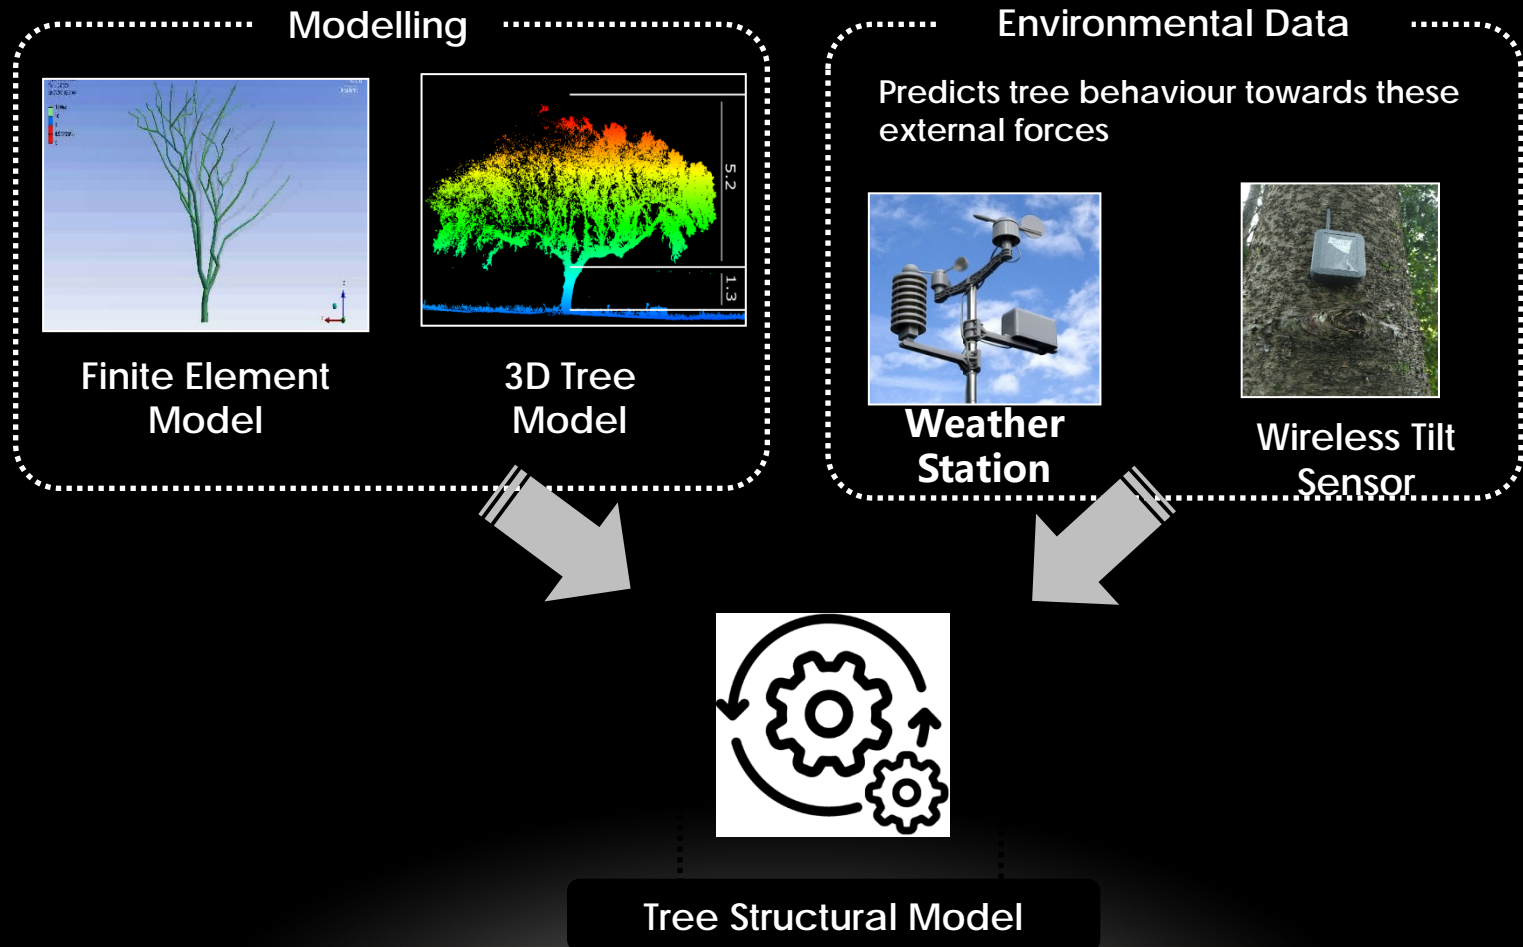 Modelling
Finite Element
Model
5.2
1.3
3D Tree
Model
Environmental Data
Predicts tree behaviour towards these
external forces
Weather
Station
Wireless Tilt
Sensor
Tree Structural Model